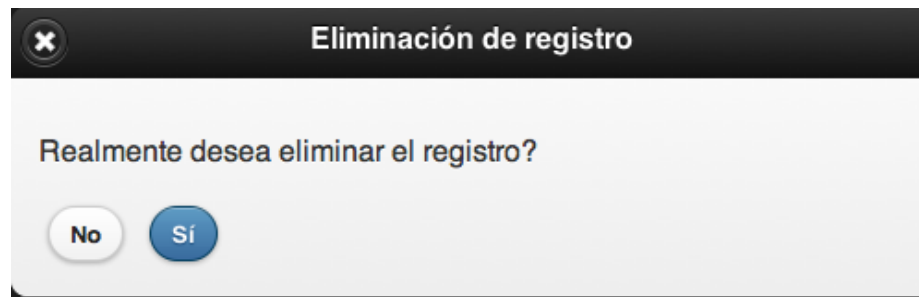 Eliminación de registro
Realmente desea eliminar el registro?
No Sí